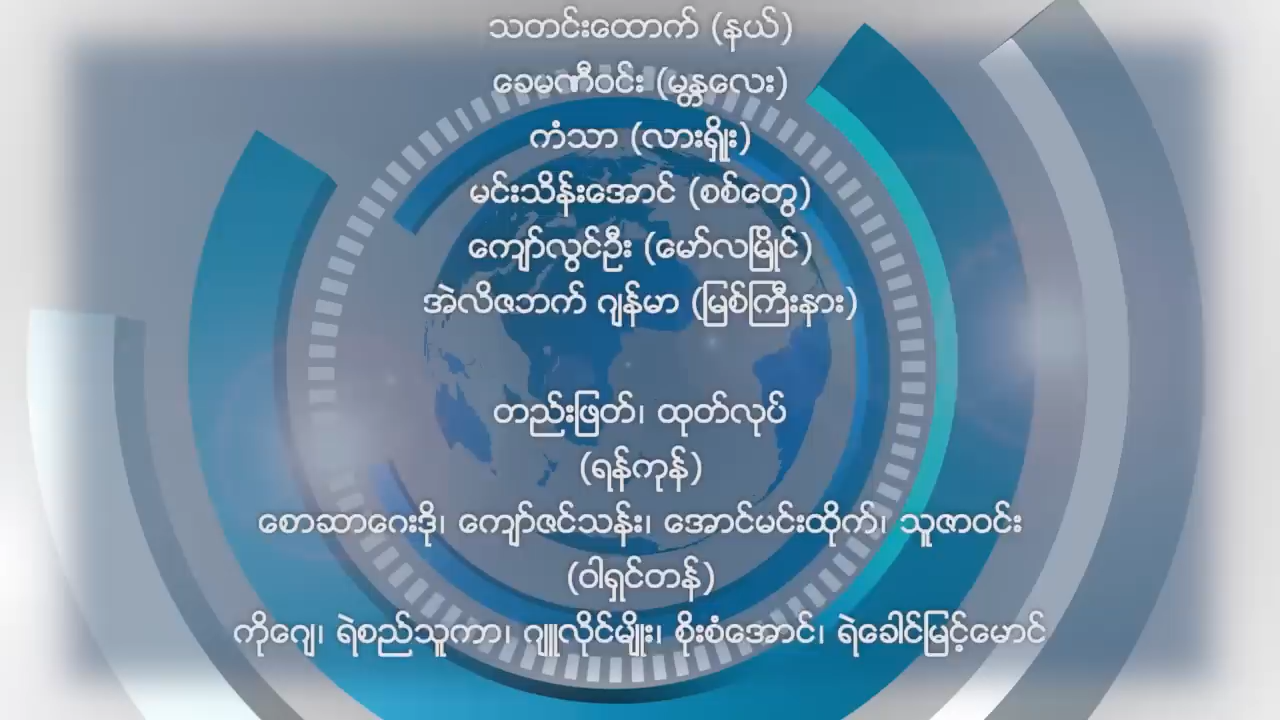 သတင်းထောက် (နယ်)
ခေမဏီဝင်း (မန္တလေး)
ကံသာ (လားရှိုး)
မင်းသိန်းအောင် (စစ်တွေ)
ကျော်လွင်ဦး (မော်လမြိုင်)
အဲလိဇဘက် ဂျန်မာ (မြစ်ကြီးနား)
တည်းဖြတ်၊ ထုတ်လုပ်
(ရန်ကုန်)
စောဆာဂေးဒို၊ ကျော်ဇင်သန်း၊ အောင်မင်းထိုက်၊ သူဇာဝင်း
(ဝါရှင်တန်)
ကိုဂျေ၊ ရဲစည်သူကာ၊ ဂျူလိုင်မျိုး၊ စိုးစံအောင်၊ ရဲခေါင်မြင့်မောင်